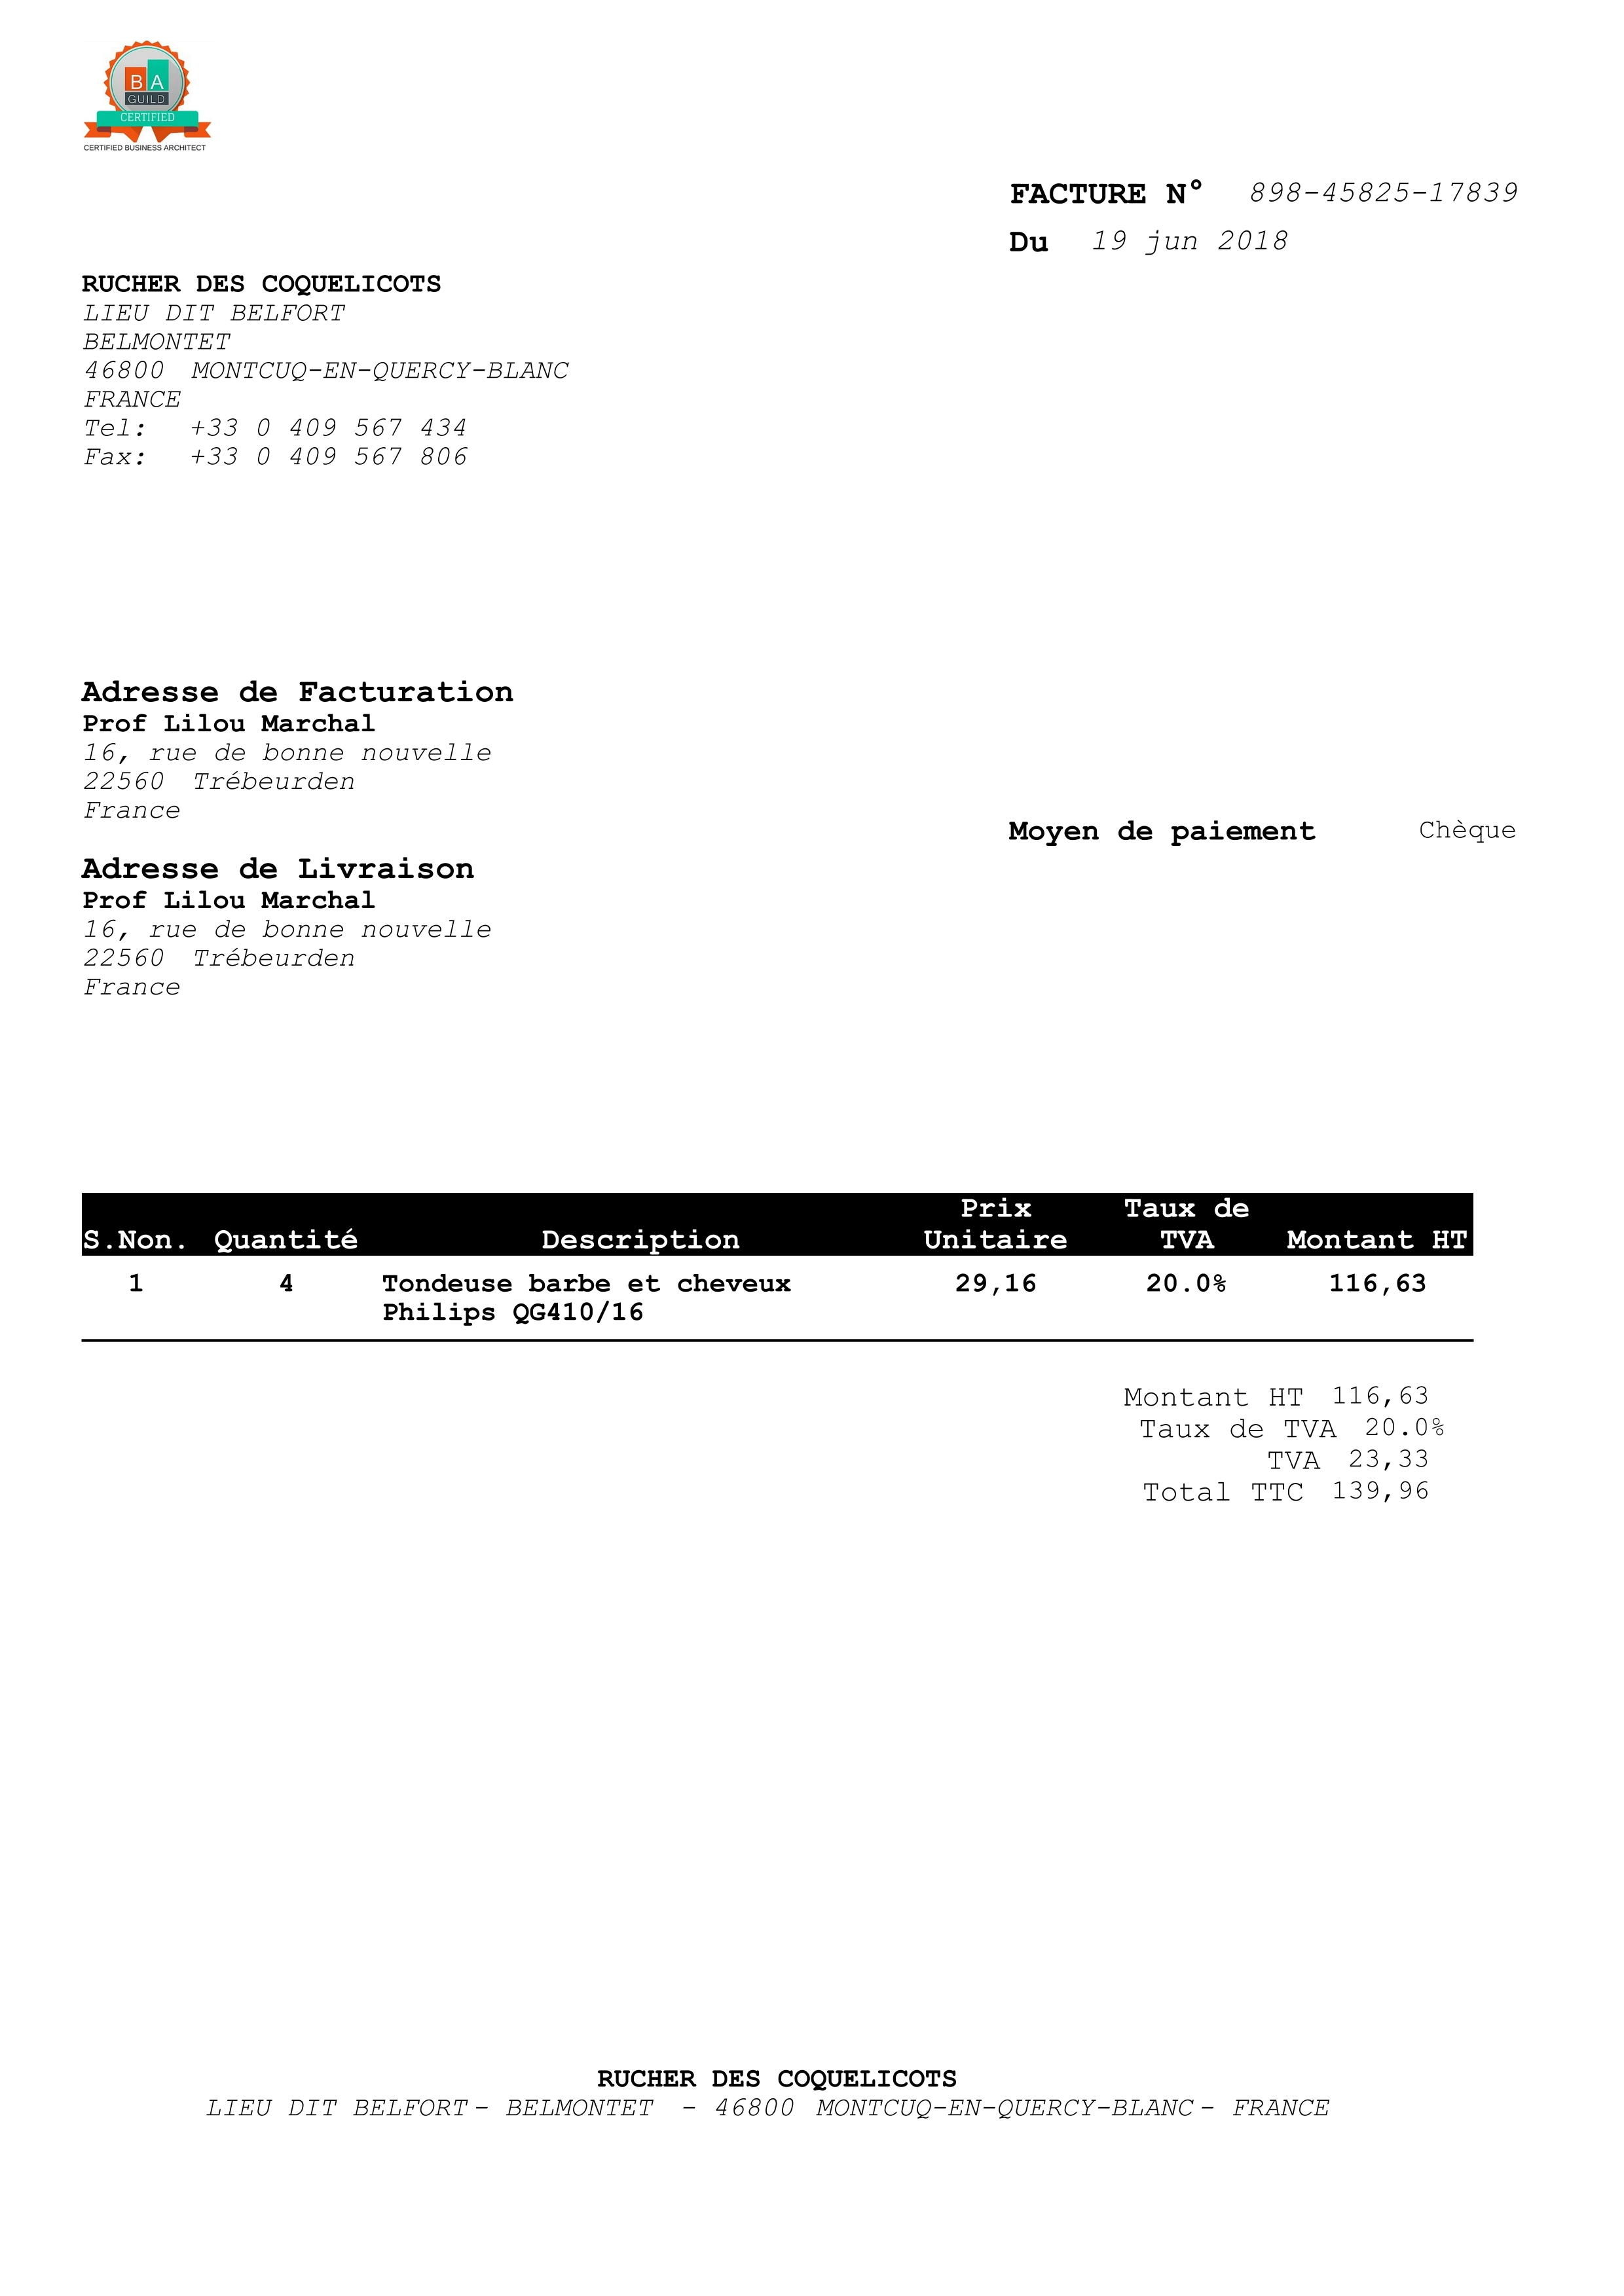 BA
GUILD
CERTIFIED
CERTIFIED BUSINESS ARCHITECT
FACTURE N° 898-45825-17839
Du 19 jun 2018
RUCHER DES COQUELICOTS
LIEU DIT BELFORT
BELMONTET
46800 MONTCUQ-EN-QUERCY-BLANC
FRANCE
Tel: +33 0 409 567 434
Fax: +33 0 409 567 806
Adresse de Facturation
Prof Lilou Marchal
16, rue de bonne nouvelle
22560 Trébeurden
France
Moyen de paiement Chèque
Adresse de Livraison
Prof Lilou Marchal
16, rue de bonne nouvelle
22560 Trébeurden
France
S.Non. Quantité Description Prix Unitaire Taux de TVA Montant HT
1 4 Tondeuse barbe et cheveux 29,16 20.0% 116,63
Philips QG410/16
Montant HT 116,63
Taux de TVA 20.0%
TVA 23,33
Total TTC 139,96
RUCHER DES COQUELICOTS
LIEU DIT BELFORT - BELMONTET - 46800 MONTCUQ-EN-QUERCY-BLANC - FRANCE